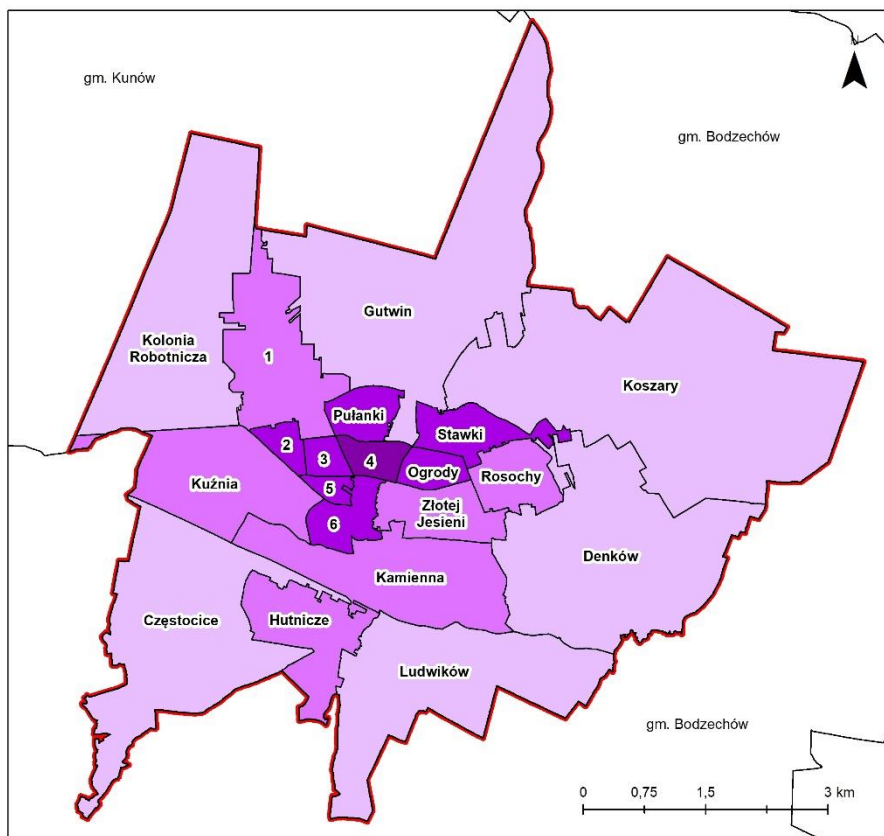 N
gm. Kunów
gm. Bodzechów
Gutwin
Kolonia
Robotnicza
1
Koszary
Pułanki
Stawki
2
3
4
Ogrody
Rosochy
Kuźnia
5
Złotej
Jesieni
6
Denków
Kamienna
Częstocice
Hutnicze
Ludwików
gm. Bodzechów
0 0,75 1,5 3 km